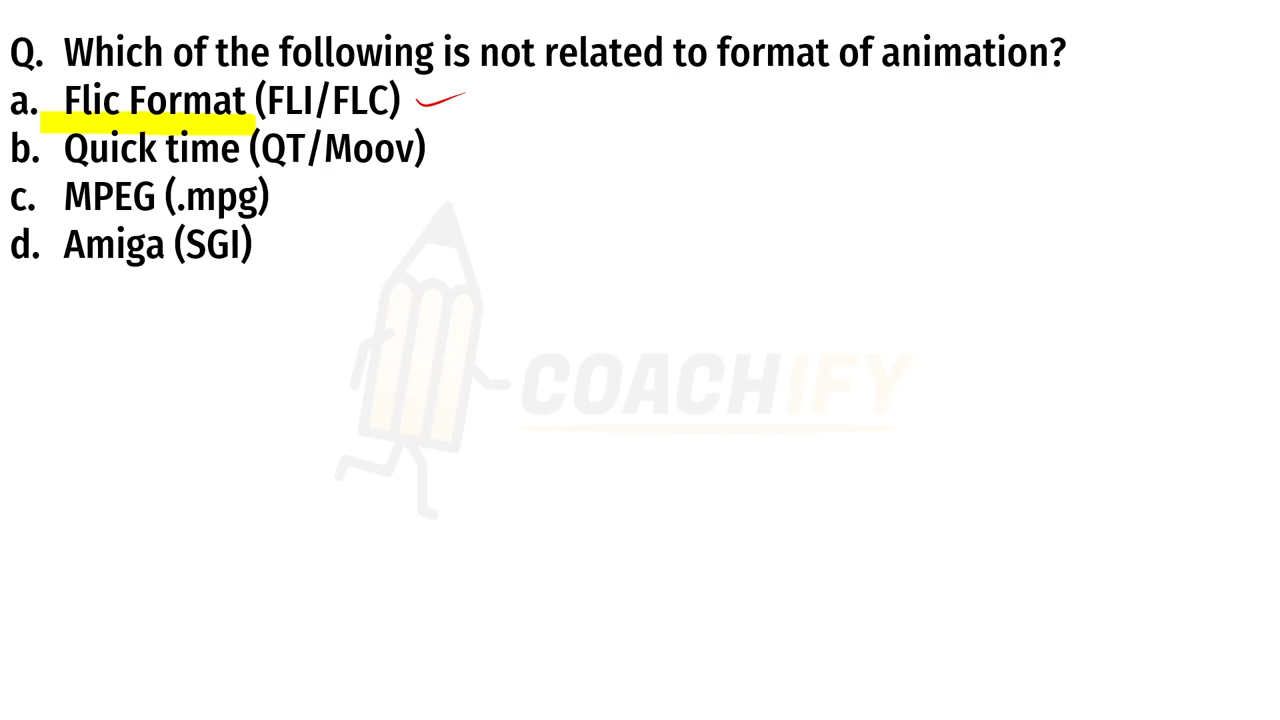 Q. Which of the following is not related to format of animation?
a. Flic Format (FLI/FLC)
b. Quick time (QT/Moov)
c. MPEG (.mpg)
d. Amiga (SGI)
COACHIFY